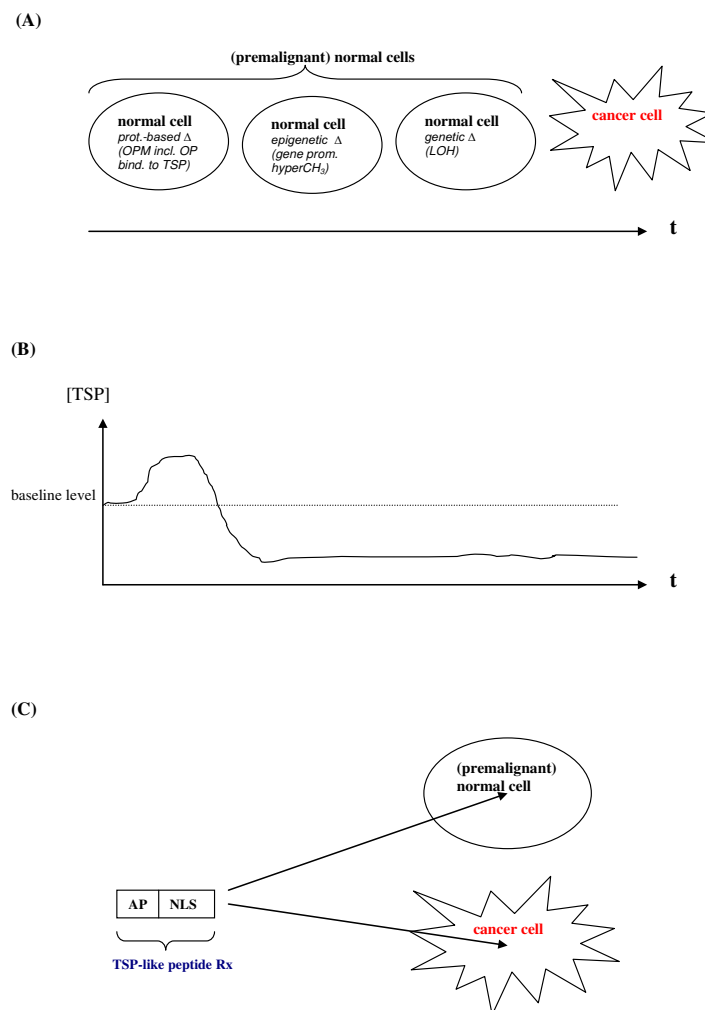 (A)
(premalignant) normal cells
normal cell
prot.-based Δ
(OPM incl. OP
bind. to TSP)
normal cell
epigenetic Δ
(gene prom.
hyperCH₃)
normal cell
genetic Δ
(LOH)
cancer cell
t
(B)
[TSP]
baseline level
t
(C)
(premalignant)
normal cell
AP NLS
cancer cell
TSP-like peptide Rx